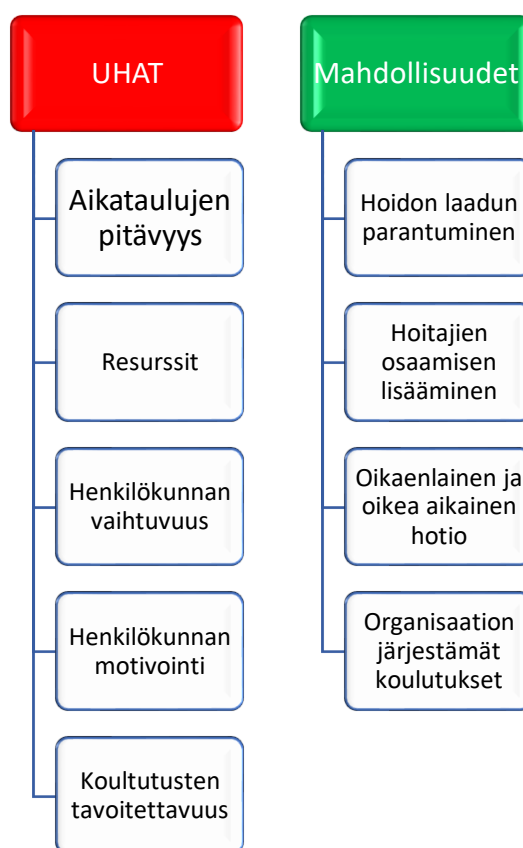 UHAT
Aikataulujen
pitävyys
Resurssit
Henkilökunnan
vaihtuvuus
Henkilökunnan
motivointi
Koultutusten
tavoitettavuus
Mahdollisuudet
Hoidon laadun
parantuminen
Hoitajien
osaamisen
lisääminen
Oikaenlainen ja
oikea aikainen
hotio
Organisaation
järjestämät
koulutukset